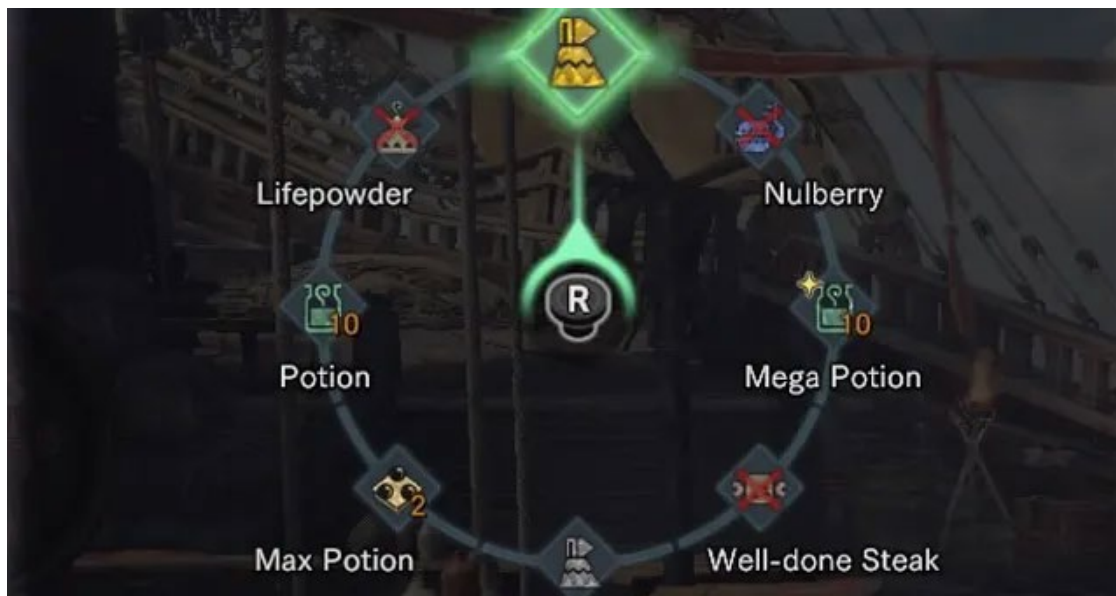 Lifepowder
Nulberry
R
10
10
Potion
Mega Potion
2
Max Potion
Well-done Steak